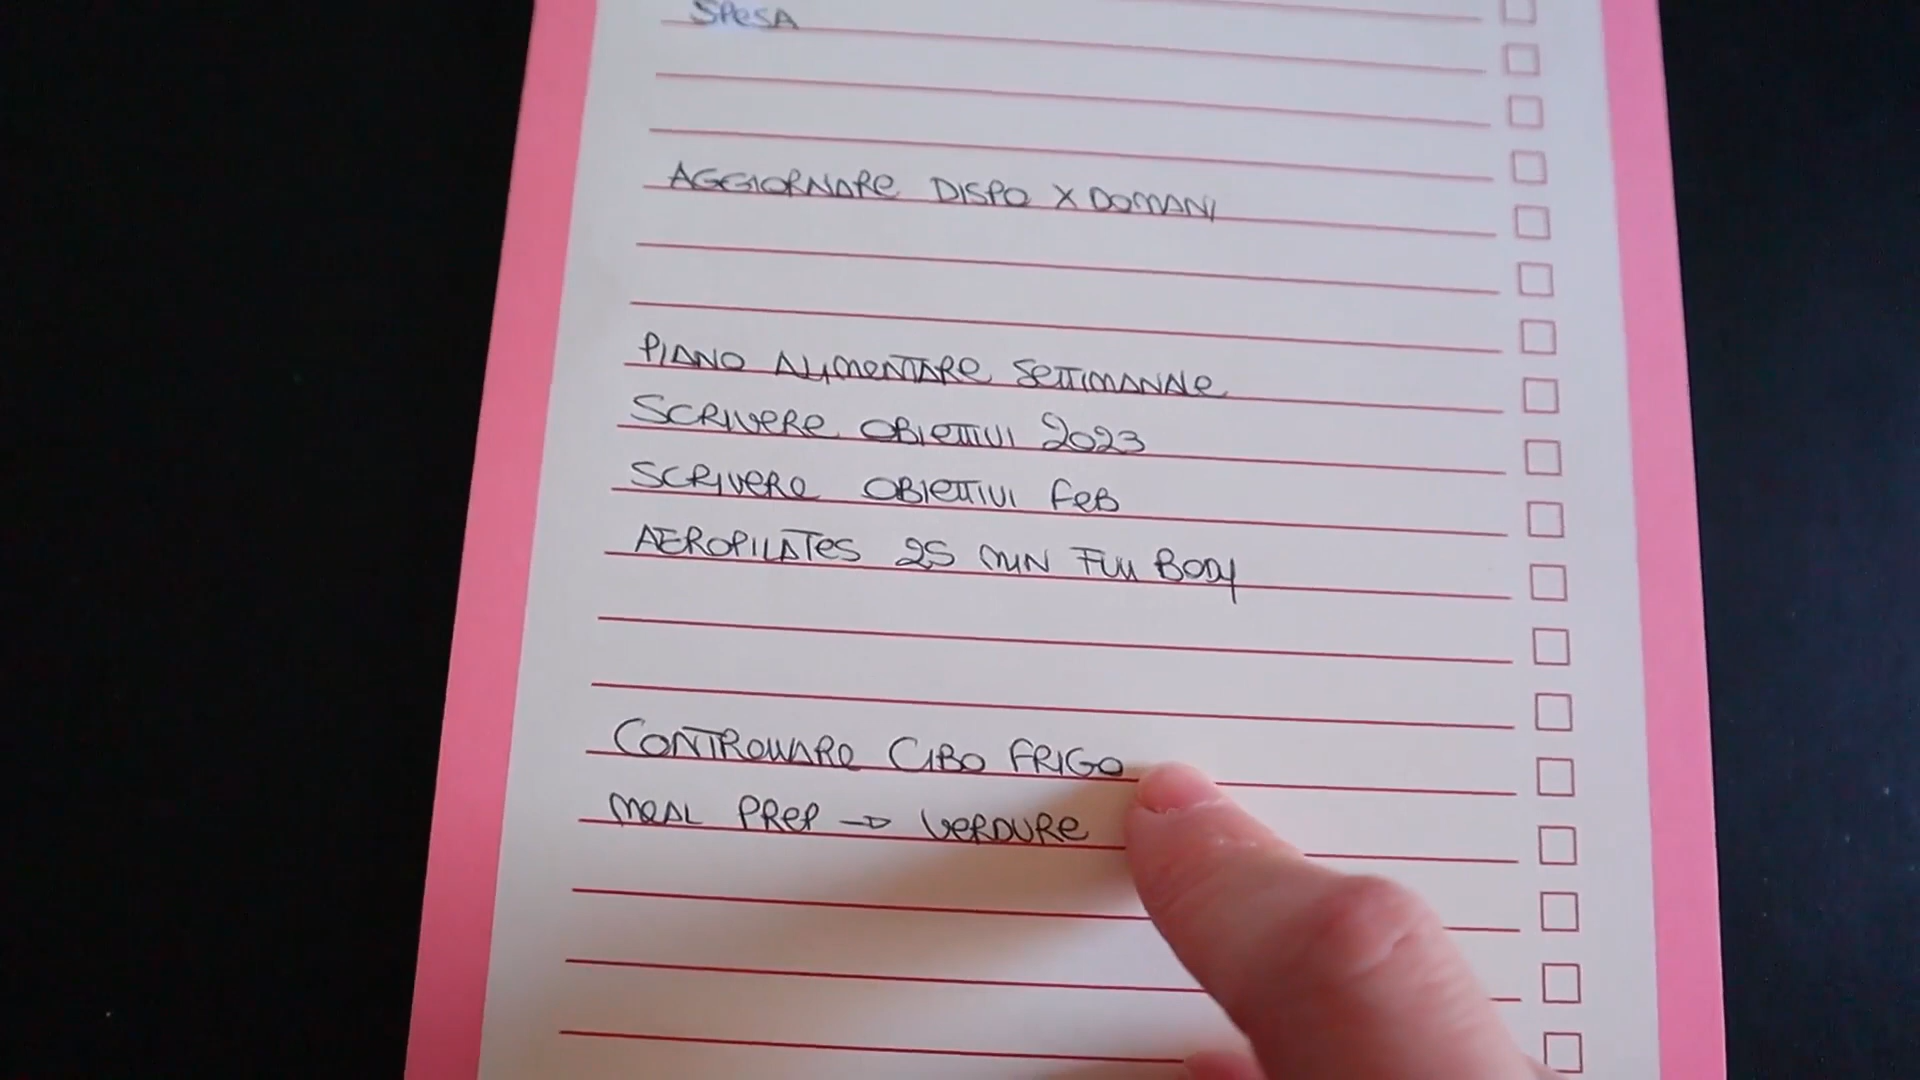 SPESA
AGGIORNARE DISPO X DOMANI
PIANO ALIMENTARE SETTIMANALE
SCRIVERE OBIETTIVI 2023
SCRIVERE OBIETTIVI FEB
AEROPILATES 25 MIN FULL BODY
CONTROLLARE CIBO FRIGO
MEAL PREP → VERDURE